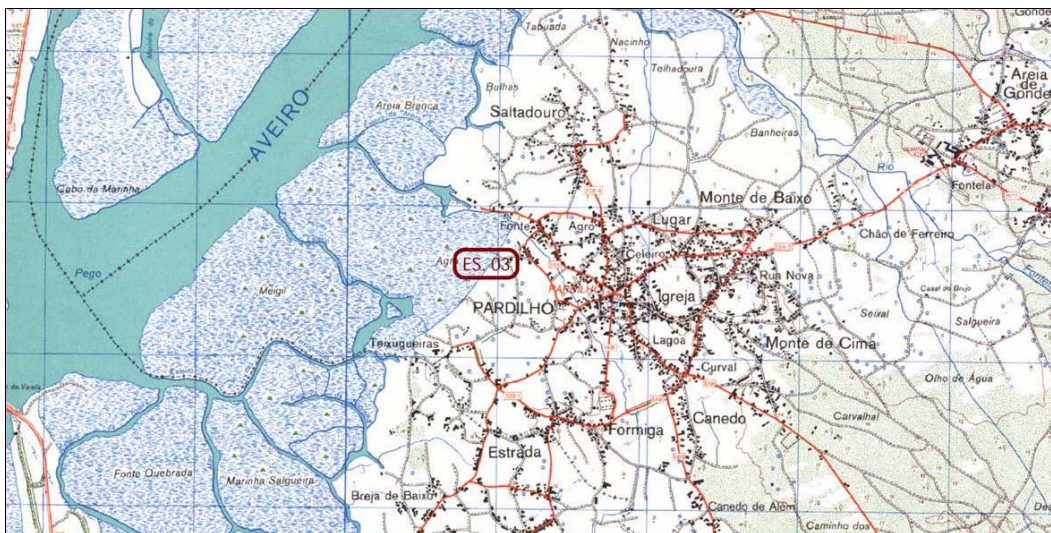 Gonde
Tabuada
Nacinho
Telhadoura
Areia
de
Gonde
Bulhas
Saltadouro
Areia Branca
Banheiras
AVEIRO
Rio
Fontela
Cabo da Marinha
Monte de Baixo
Lugar
Fonte
Agro
Chão de Ferreiro
Celeiro
ES. 03
Rua Nova
Pego
Meigil
Igreja
Casal do Brejo
PARDILHÓ
Seixal
Salgueira
Teixugueiras
Lagoa
Monte de Cima
Curval
Olho de Água
Canedo
Carvalhal
Formiga
Estrada
Fonte Quebrada
Marinha Salgueira
Breja de Baixo
Canedo de Além
Caminho dos